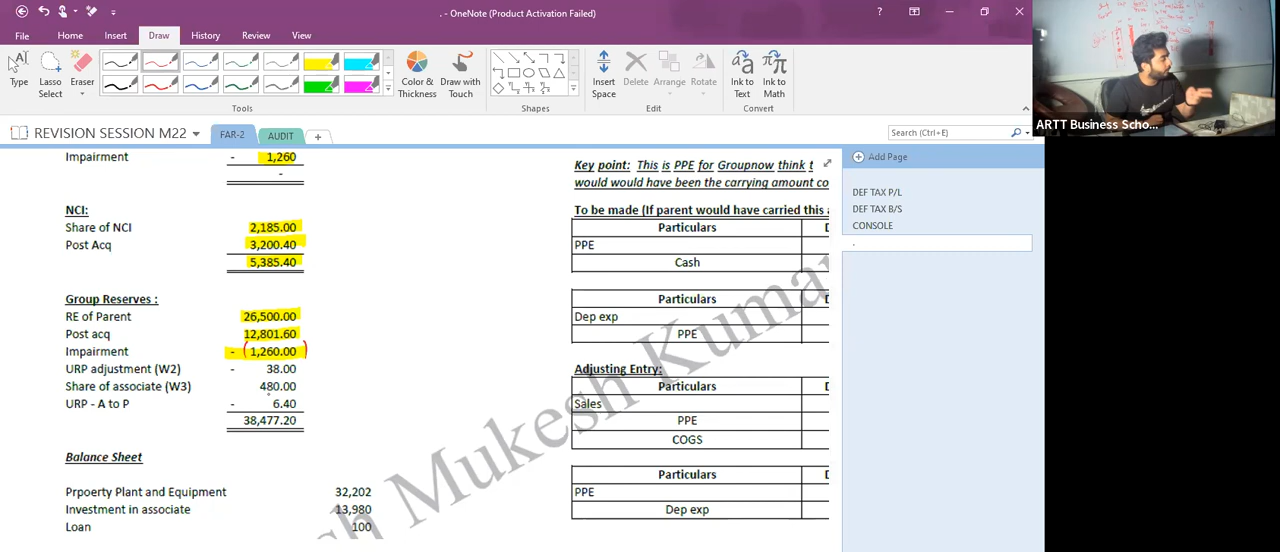 . - OneNote (Product Activation Failed)
File Home Insert Draw History Review View
Type
Lasso Select
Eraser
Color & Thickness
Draw with Touch
Insert Space
Delete
Arrange
Rotate
Ink to Text
Ink to Math
Tools
Shapes
Edit
Convert
ARTT Business Scho...
REVISION SESSION M22
FAR-2
AUDIT
Search (Ctrl+E)
Add Page
DEF TAX P/L
DEF TAX B/S
CONSOLE
.
Impairment - 1,260
-
NCI:
Share of NCI 2,185.00
Post Acq 3,200.40
5,385.40
Group Reserves :
RE of Parent 26,500.00
Post acq 12,801.60
Impairment - (1,260.00)
URP adjustment (W2) - 38.00
Share of associate (W3) 480.00
URP - A to P - 6.40
38,477.20
Balance Sheet
Prpoerty Plant and Equipment 32,202
Investment in associate 13,980
Loan 100
Key point: This is PPE for Groupnow think t
would would have been the carrying amount co
To be made (If parent would have carried this a
Particulars D
PPE
Cash
Particulars D
Dep exp
PPE
Adjusting Entry:
Particulars D
Sales
PPE
COGS
Particulars D
PPE
Dep exp
sh Mukesh Kumar